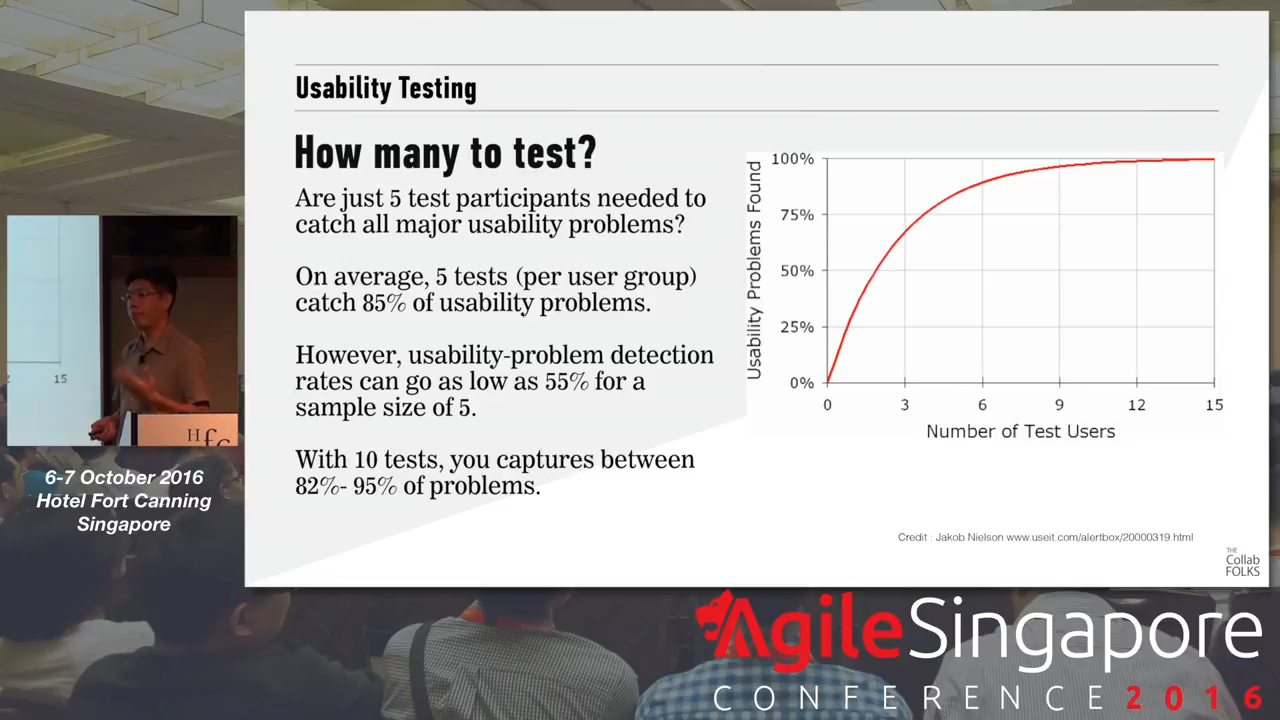 Usability Testing
How many to test?
Are just 5 test participants needed to
catch all major usability problems?
On average, 5 tests (per user group)
catch 85% of usability problems.
However, usability-problem detection
rates can go as low as 55% for a
sample size of 5.
With 10 tests, you captures between
82%- 95% of problems.
Usability Problems Found
100%
75%
50%
25%
0%
0 3 6 9 12 15
Number of Test Users
Credit : Jakob Nielson www.useit.com/alertbox/20000319.html
THE
Collab
FOLKS
15
Hfc
6-7 October 2016
Hotel Fort Canning
Singapore
AgileSingapore
CONFERENCE 2016